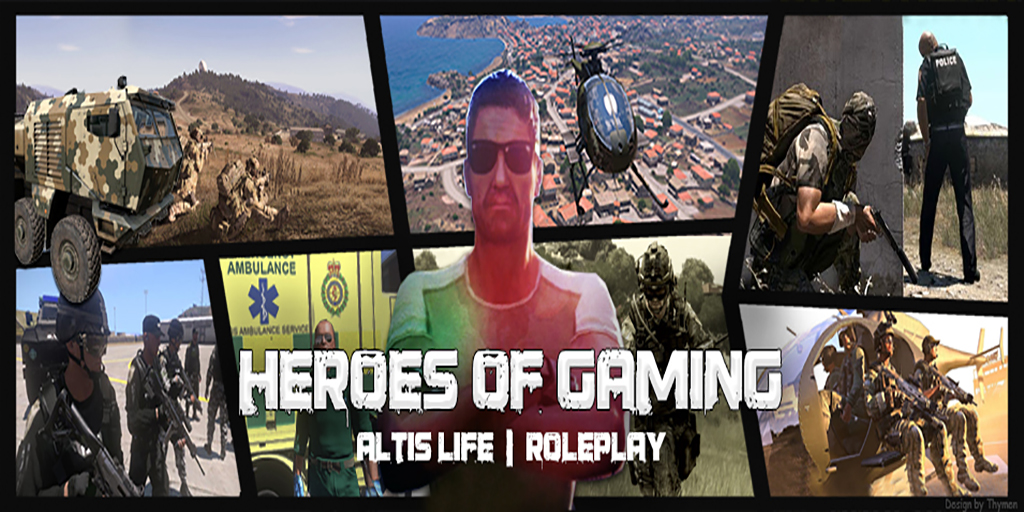 POLICE
AMBULANCE
S AMBULANCE SERVICE
HEROES OF GAMING
ALTIS LIFE | ROLEPLAY
Design by Thymen